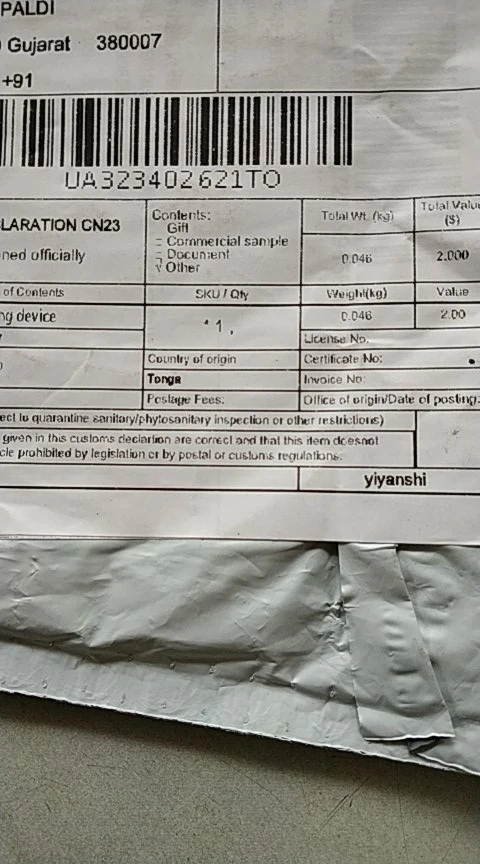 PALDI
Gujarat 380007
+91
UA323402621TO
LARATION CN23
Contents:
Gift
Commercial sample
Document
√ Other
Total Wt. (kg)
Total Value
($)
ned officially
0.046
2.000
of Contents
SKU / Qty
Weight(kg)
Value
ng device
* 1,
0.046
2.00
License No.
Country of origin
Certificate No:
Tonga
Invoice No:
Postage Fees:
Office of origin/Date of posting:
ect to quarantine sanitary/phytosanitary inspection or other restrictions)
given in this customs declartion are correct and that this item dcesnot
cle prohibited by legislation or by postal or customs regulations.
yiyanshi